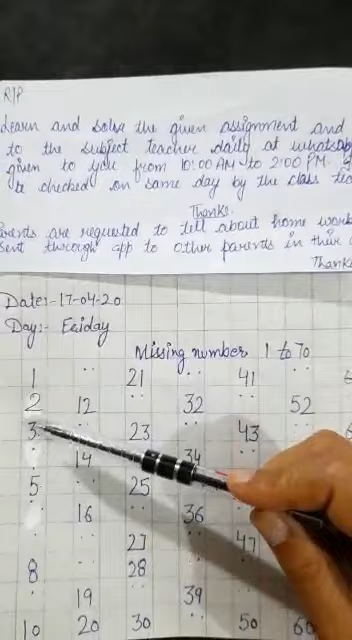 R/P
Learn and solve the given assignment and
to the subject teacher daily at whatsap
given to you from 10:00 AM to 2:00 PM.
be checked on same day by the class tea
Thanks.
arents are requested to tell about home work
sent through app to other parents in their
Thanks
Date:- 17-04-20
Day:- Friday
Missing number 1 to 70
1 .. 21 .. 41
2 12 .. 32 .. 52
3 .. 23 .. 43
.. 14 .. 34 ..
5 .. 25 ..
.. 16 .. 36 ..
.. 27 .. 47
8 .. 28 ..
.. 19 .. 39
10 20 30 .. 50 60